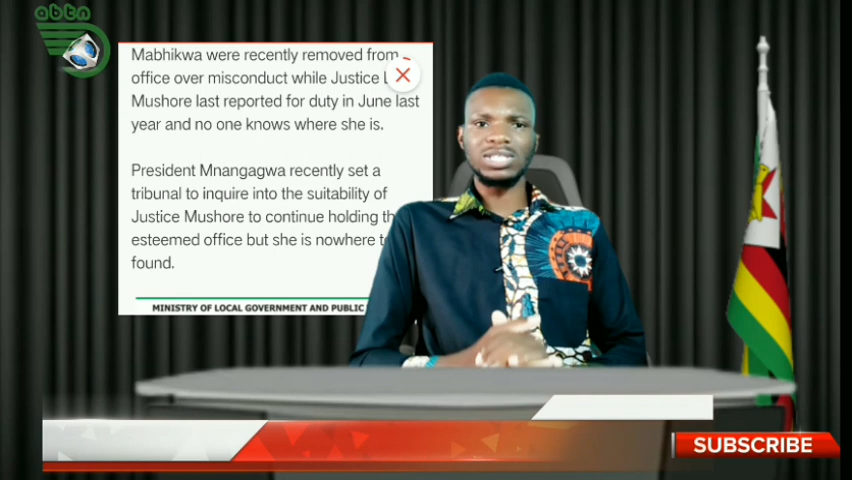 abtn
Mabhikwa were recently removed from
office over misconduct while Justice
Mushore last reported for duty in June last
year and no one knows where she is.
President Mnangagwa recently set a
tribunal to inquire into the suitability of
Justice Mushore to continue holding
esteemed office but she is nowhere
found.
MINISTRY OF LOCAL GOVERNMENT AND PUBLIC
SUBSCRIBE